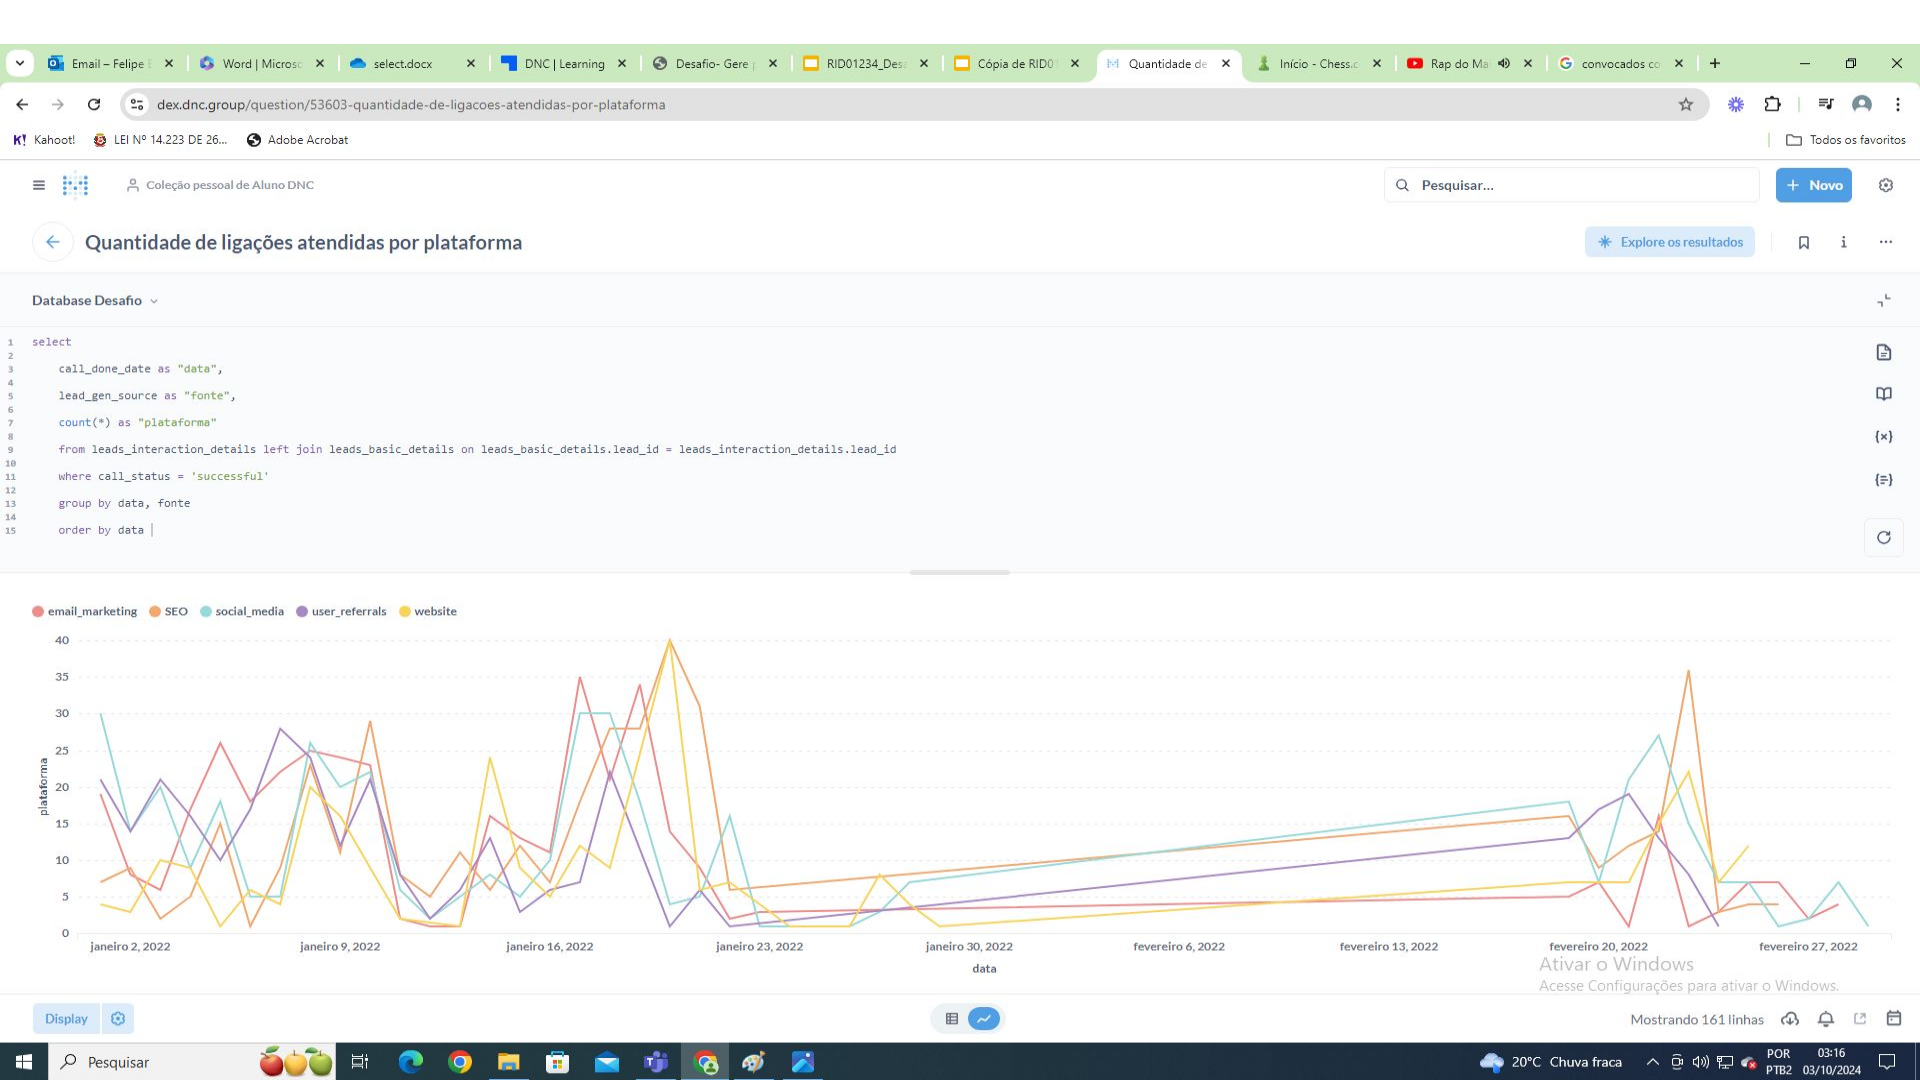 Email – Felipe
Word | Micros
select.docx
DNC | Learning
Desafio- Gere
RID01234_Des
Cópia de RID0
Quantidade de
Início - Chess.c
Rap do Ma
convocados co
dex.dnc.group/question/53603-quantidade-de-ligacoes-atendidas-por-plataforma
K! Kahoot!
LEI Nº 14.223 DE 26...
Adobe Acrobat
Todos os favoritos
Coleção pessoal de Aluno DNC
Pesquisar...
+ Novo
Quantidade de ligações atendidas por plataforma
Explore os resultados
Database Desafio
1 select
2
3 call_done_date as "data",
4
5 lead_gen_source as "fonte",
6
7 count(*) as "plataforma"
8
9 from leads_interaction_details left join leads_basic_details on leads_basic_details.lead_id = leads_interaction_details.lead_id
10
11 where call_status = 'successful'
12
13 group by data, fonte
14
15 order by data
email_marketing SEO social_media user_referrals website
40
35
30
25
20
15
10
5
0
plataforma
janeiro 2, 2022 janeiro 9, 2022 janeiro 16, 2022 janeiro 23, 2022 janeiro 30, 2022 fevereiro 6, 2022 fevereiro 13, 2022 fevereiro 20, 2022 fevereiro 27, 2022
data
Ativar o Windows
Acesse Configurações para ativar o Windows.
Display
Mostrando 161 linhas
Pesquisar
20°C Chuva fraca
POR
PTB2
03:16
03/10/2024